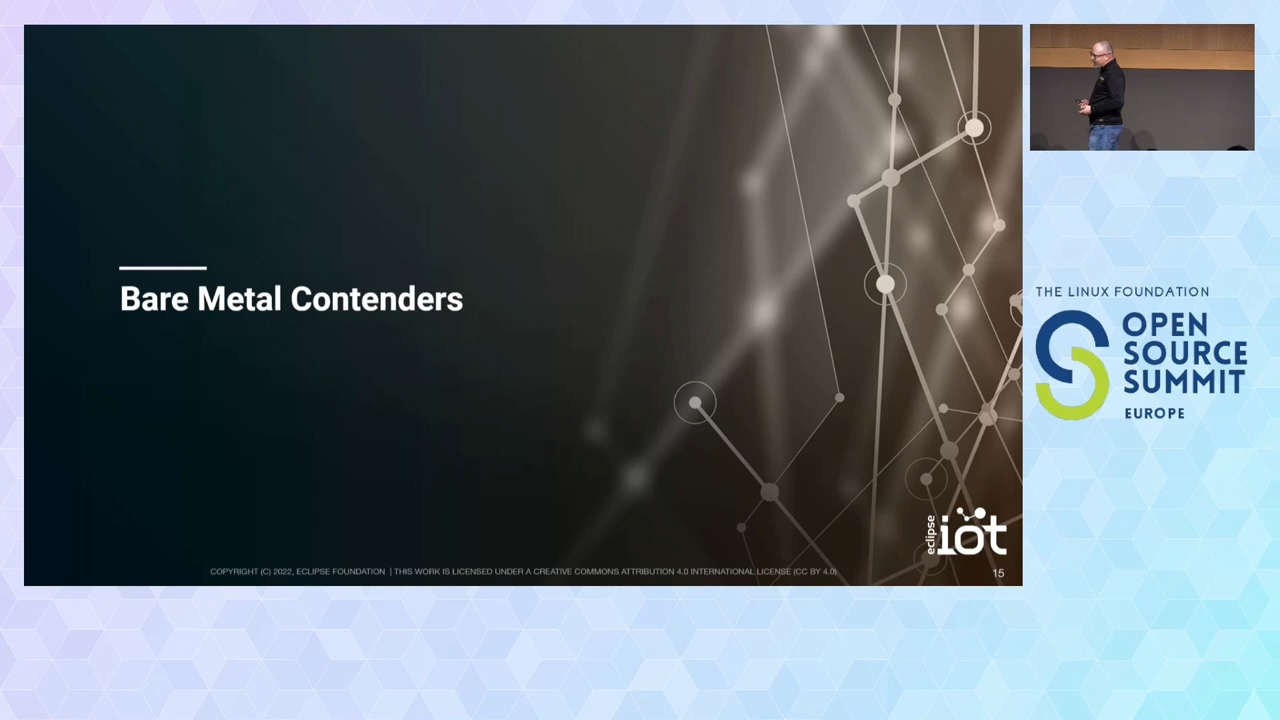 Bare Metal Contenders
eclipse
iot
COPYRIGHT (C) 2022, ECLIPSE FOUNDATION | THIS WORK IS LICENSED UNDER A CREATIVE COMMONS ATTRIBUTION 4.0 INTERNATIONAL LICENSE (CC BY 4.0)
15
THE LINUX FOUNDATION
OPEN
SOURCE
SUMMIT
EUROPE